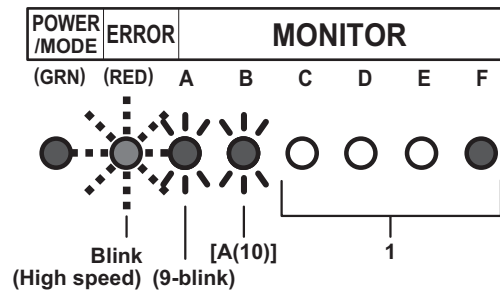 POWER
/MODE
ERROR
MONITOR
(GRN) (RED) A B C D E F
Blink
(High speed)
(9-blink)
[A(10)]
1